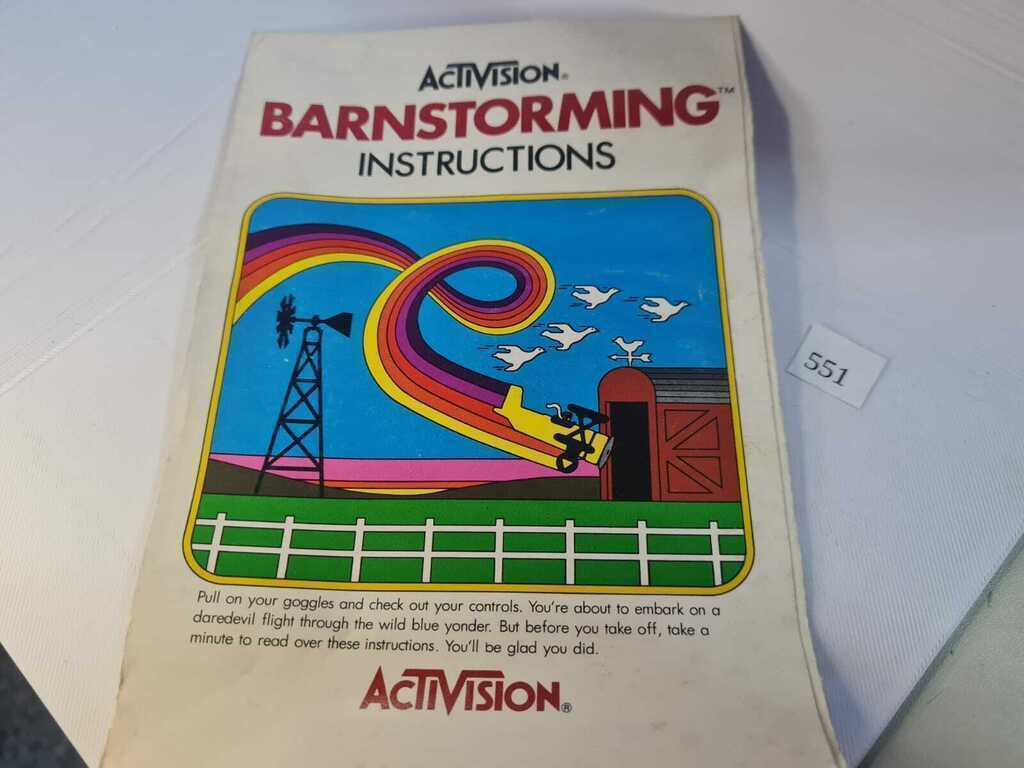 ACTIVISION®
BARNSTORMING™
INSTRUCTIONS
551
Pull on your goggles and check out your controls. You're about to embark on a
daredevil flight through the wild blue yonder. But before you take off, take a
minute to read over these instructions. You'll be glad you did.
ACTIVISION®